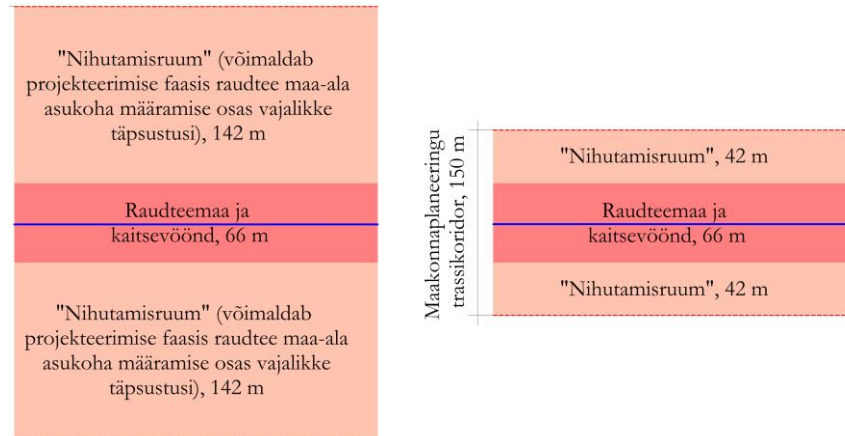 "Nihutamisruum" (võimaldab
projekteerimise faasis raudtee maa-ala
asukoha määramise osas vajalikke
täpsustusi), 142 m
Raudteemaa ja
kaitsevöönd, 66 m
"Nihutamisruum" (võimaldab
projekteerimise faasis raudtee maa-ala
asukoha määramise osas vajalikke
täpsustusi), 142 m
Maakonnaplaneeringu
trassikoridor, 150 m
"Nihutamisruum", 42 m
Raudteemaa ja
kaitsevöönd, 66 m
"Nihutamisruum", 42 m